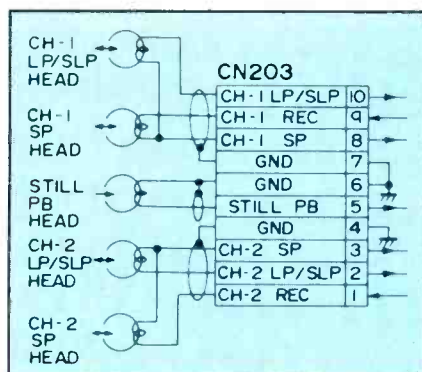 CH-1
LP/SLP
HEAD
CH-1
SP
HEAD
STILL
PB
HEAD
CH-2
LP/SLP
HEAD
CH-2
SP
HEAD
CN203
CH-1 LP/SLP 10
CH-1 REC 9
CH-1 SP 8
GND 7
GND 6
STILL PB 5
GND 4
CH-2 SP 3
CH-2 LP/SLP 2
CH-2 REC 1